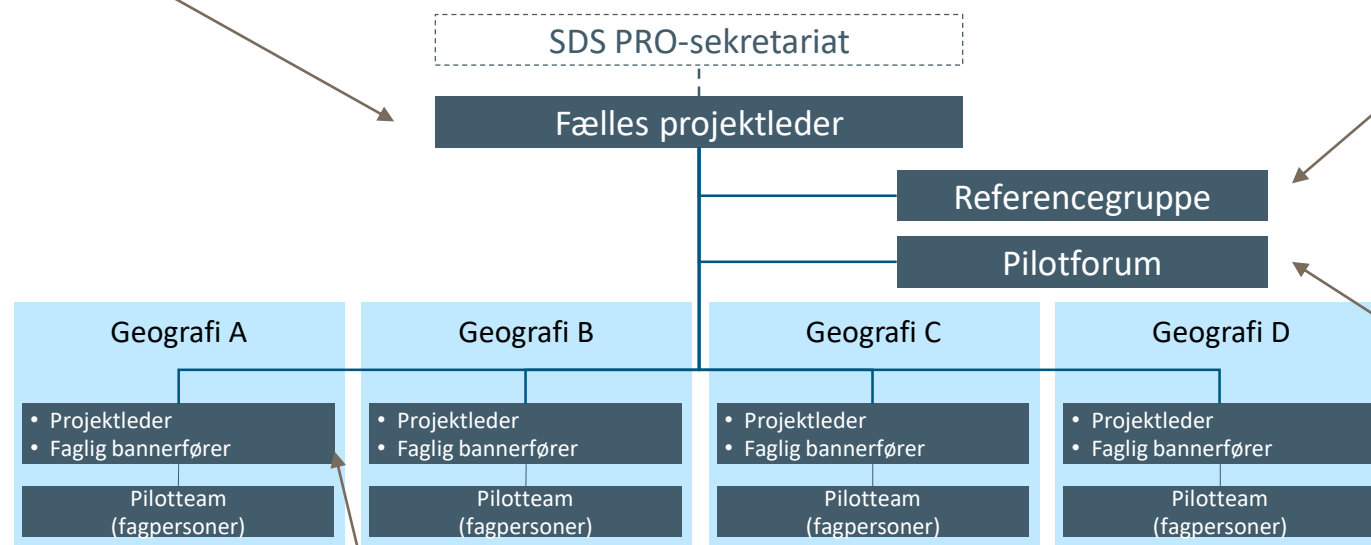 SDS PRO-sekretariat
Fælles projektleder
Referencegruppe
Pilotforum
Geografi A
Geografi B
Geografi C
Geografi D
• Projektleder
• Faglig bannerfører
• Projektleder
• Faglig bannerfører
• Projektleder
• Faglig bannerfører
• Projektleder
• Faglig bannerfører
Pilotteam
(fagpersoner)
Pilotteam
(fagpersoner)
Pilotteam
(fagpersoner)
Pilotteam
(fagpersoner)